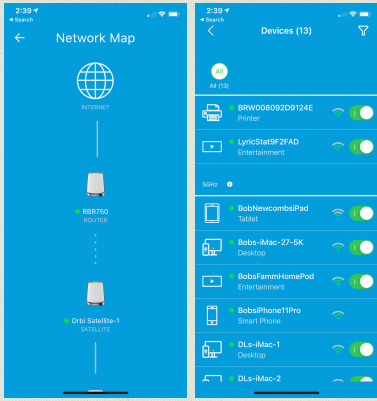 2:39
Search
Network Map
INTERNET
RBR750
ROUTER
Orbi Satellite-1
SATELLITE
2:39
Search
Devices (13)
All
All (13)
BRW008092D9124E
Printer
LyricStat9F2FAD
Entertainment
5GHz
BobNewcombsiPad
Tablet
Bobs-iMac-27-5K
Desktop
BobsFammHomePod
Entertainment
BobsiPhone11Pro
Smart Phone
DLs-iMac-1
Desktop
DLs-iMac-2